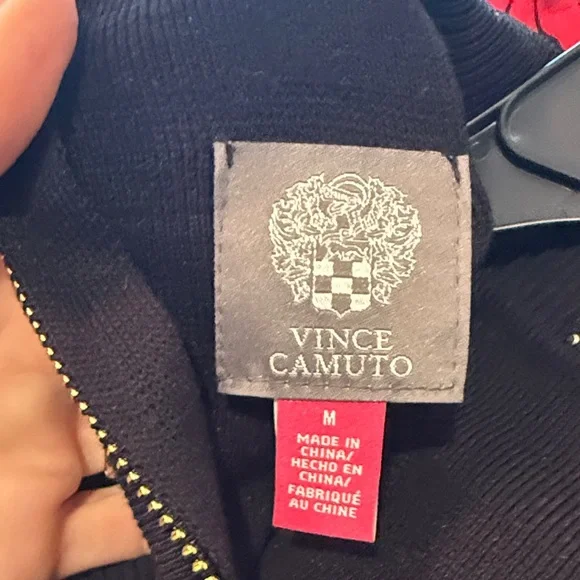 VINCE
CAMUTO
M
MADE IN
CHINA/
HECHO EN
CHINA/
FABRIQUÉ
AU CHINE